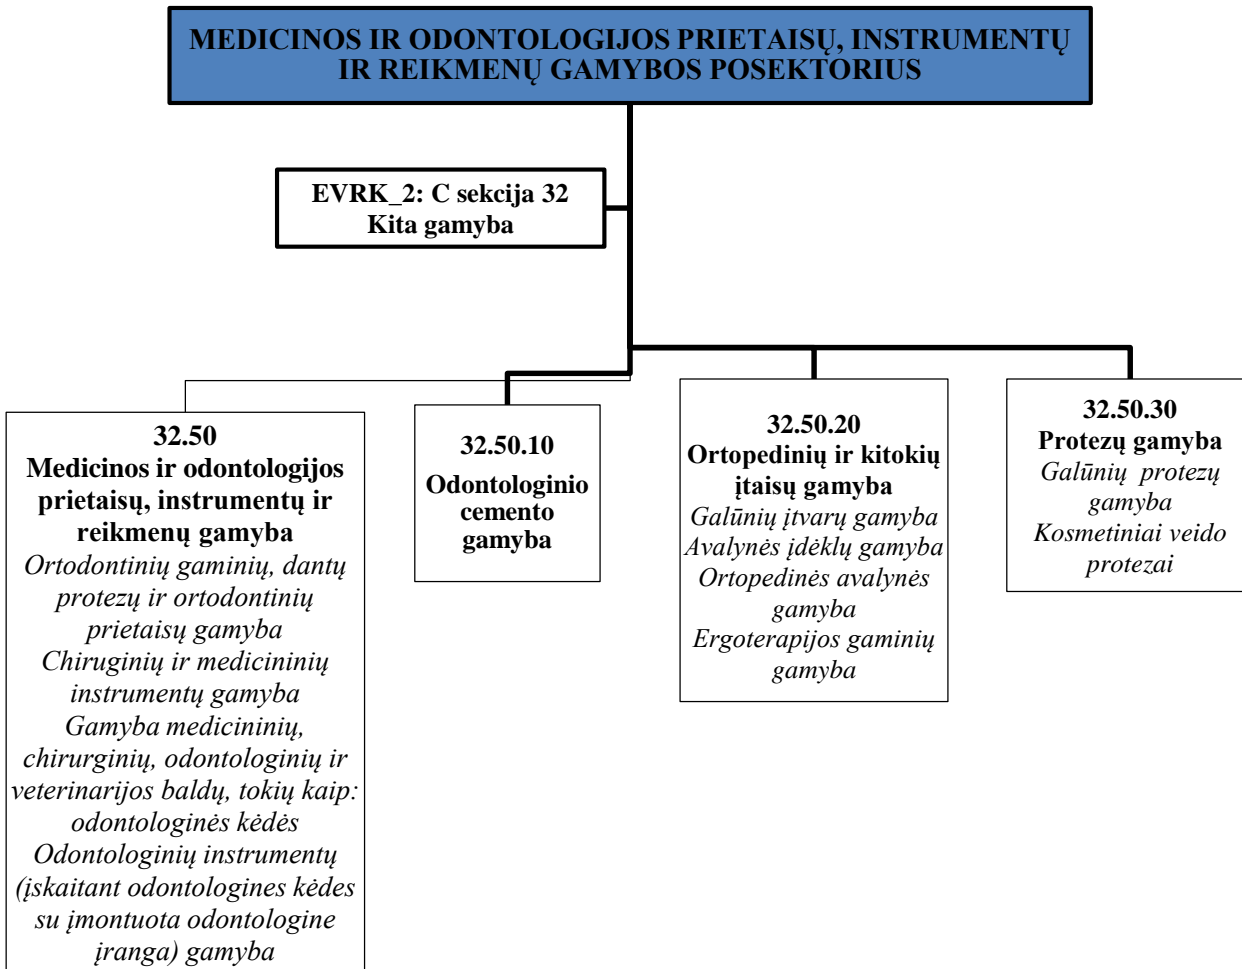 MEDICINOS IR ODONTOLOGIJOS PRIETAISŲ, INSTRUMENTŲ
IR REIKMENŲ GAMYBOS POSEKTORIUS
EVRK_2: C sekcija 32
Kita gamyba
32.50
Medicinos ir odontologijos
prietaisų, instrumentų ir
reikmenų gamyba
Ortodontinių gaminių, dantų
protezų ir ortodontinių
prietaisų gamyba
Chiruginių ir medicininių
instrumentų gamyba
Gamyba medicininių,
chirurginių, odontologinių ir
veterinarijos baldų, tokių kaip:
odontologinės kėdės
Odontologinių instrumentų
(įskaitant odontologines kėdes
su įmontuota odontologine
įranga) gamyba
32.50.10
Odontologinio
cemento
gamyba
32.50.20
Ortopedinių ir kitokių
įtaisų gamyba
Galūnių įtvarų gamyba
Avalynės įdėklų gamyba
Ortopedinės avalynės
gamyba
Ergoterapijos gaminių
gamyba
32.50.30
Protezų gamyba
Galūnių protezų
gamyba
Kosmetiniai veido
protezai